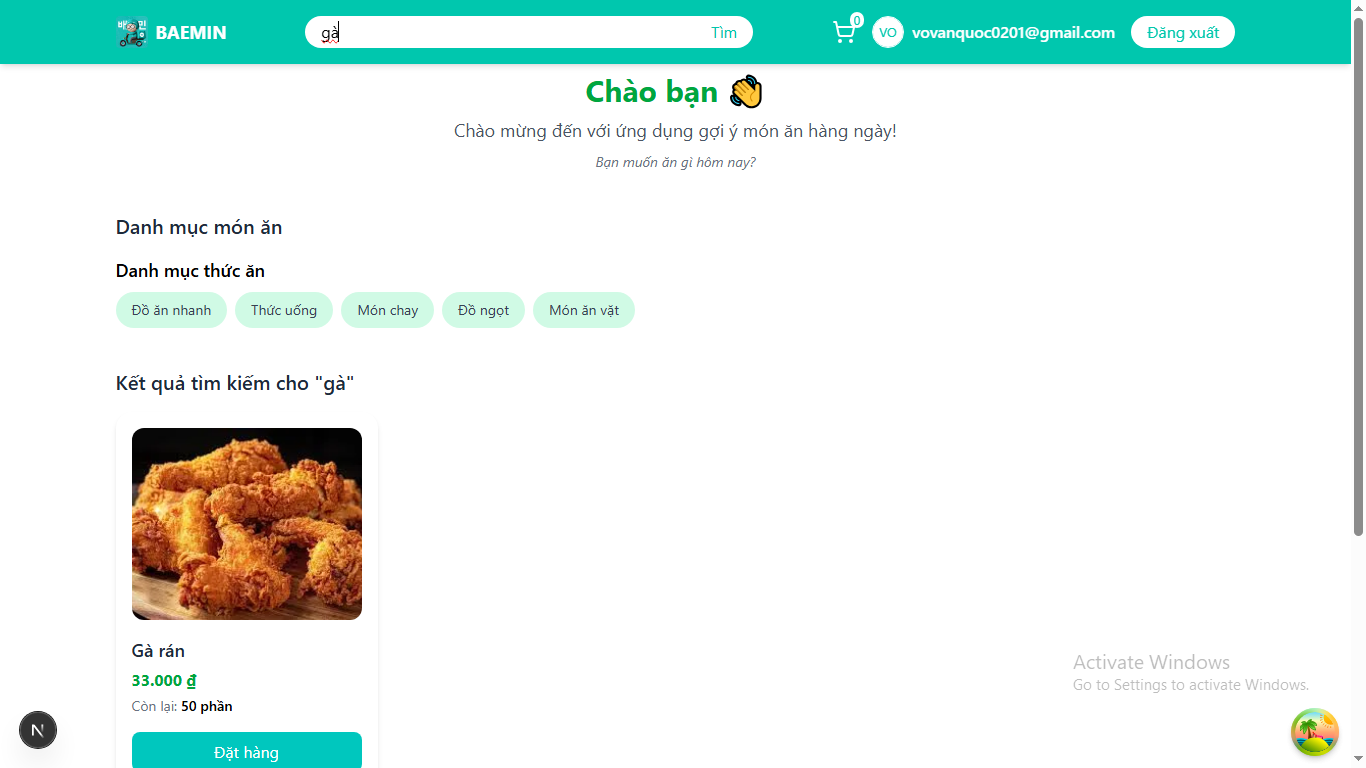 바 민
BAEMIN
gà
Tìm
0
VO
vovanquoc0201@gmail.com
Đăng xuất
Chào bạn 👋
Chào mừng đến với ứng dụng gợi ý món ăn hàng ngày!
Bạn muốn ăn gì hôm nay?
Danh mục món ăn
Danh mục thức ăn
Đồ ăn nhanh
Thức uống
Món chay
Đồ ngọt
Món ăn vặt
Kết quả tìm kiếm cho "gà"
Gà rán
33.000 ₫
Còn lại: 50 phần
Đặt hàng
Activate Windows
Go to Settings to activate Windows.
N